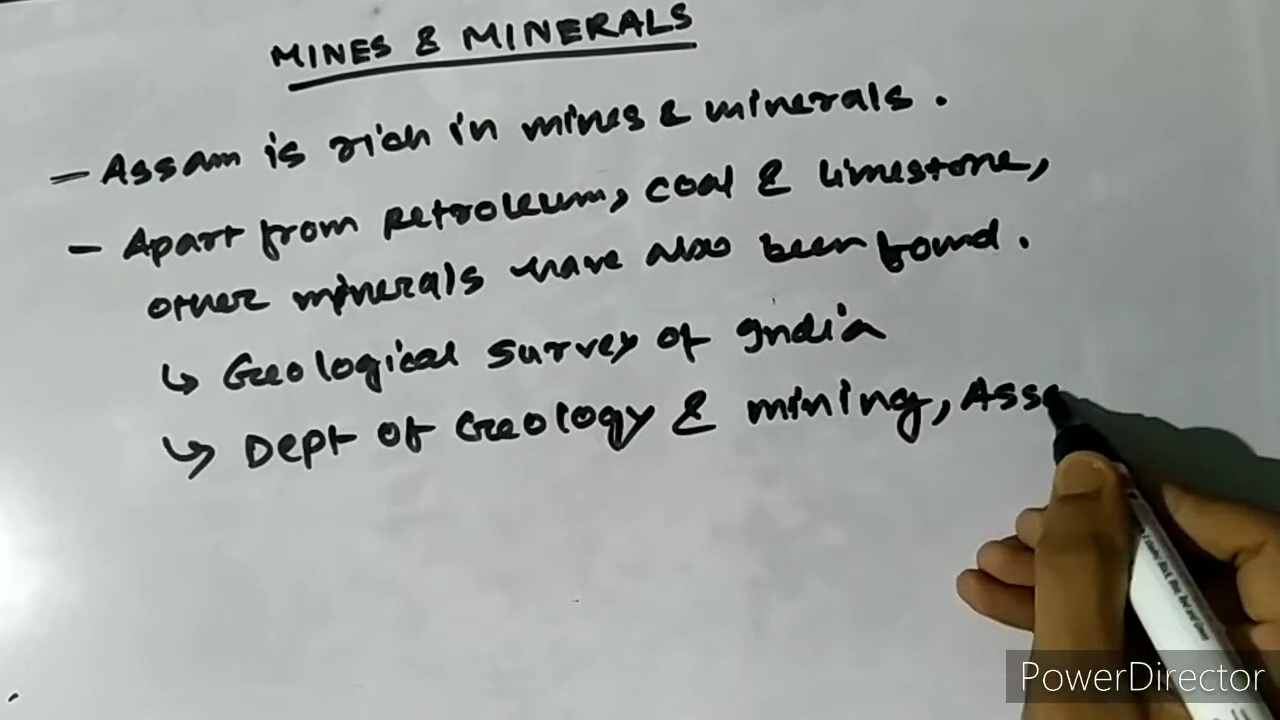 MINES & MINERALS
- Assam is rich in mines & minerals.
- Apart from Petroleum, coal & limestone,
other minerals have also been found.
↳ Geological survey of India
↳ Dept of Geology & mining, Ass
PowerDirector